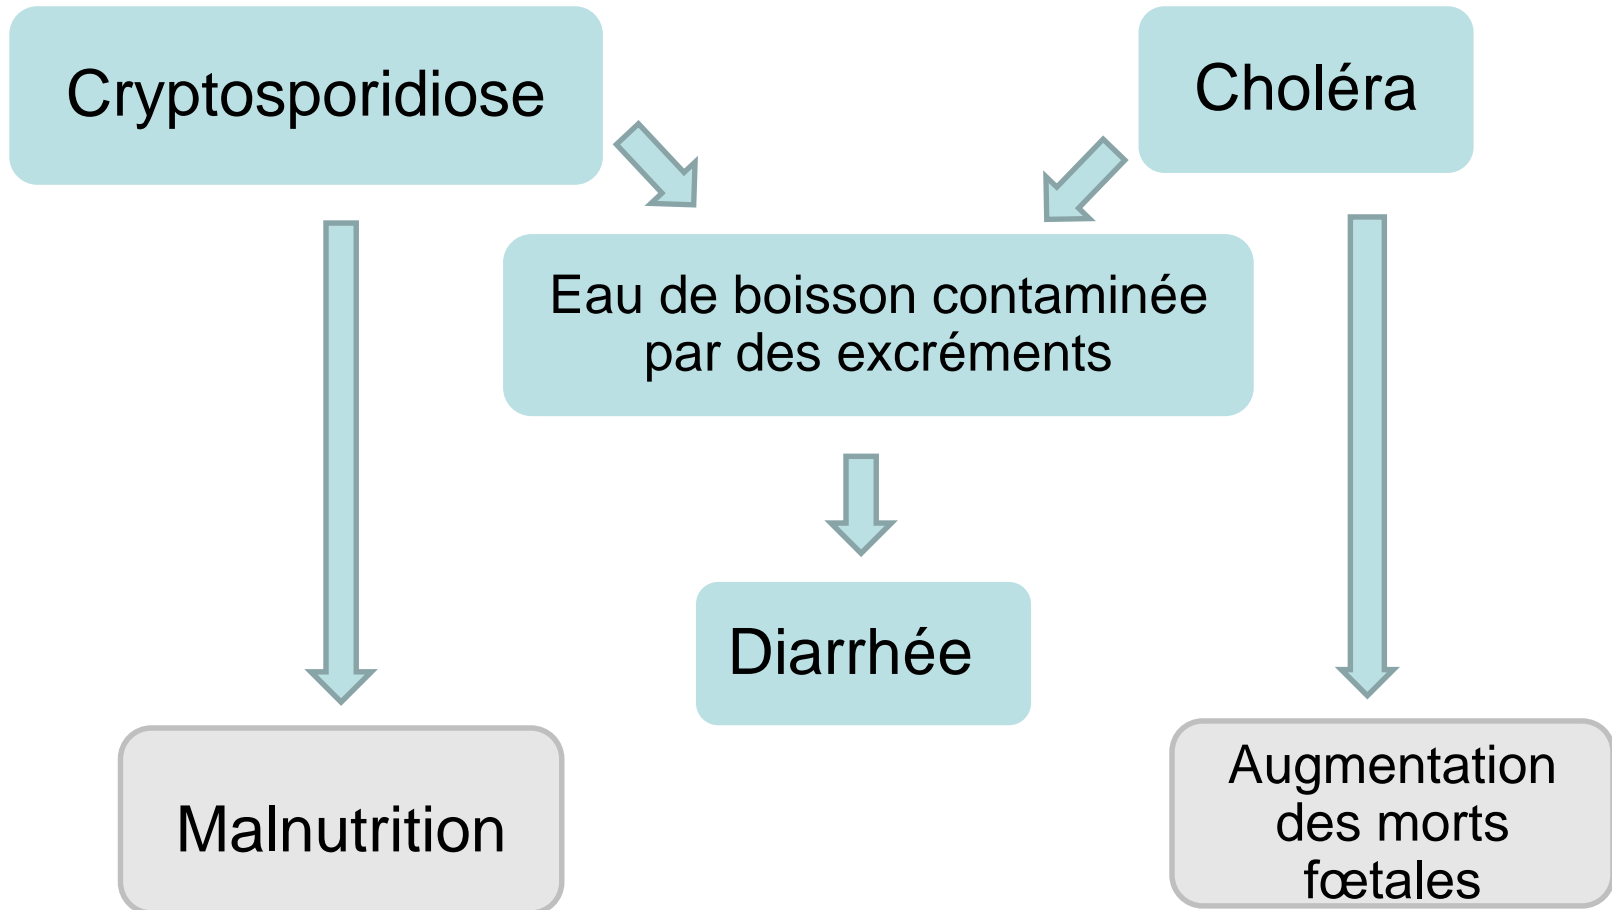 Cryptosporidiose
Choléra
Eau de boisson contaminée
par des excréments
Diarrhée
Malnutrition
Augmentation
des morts
fœtales